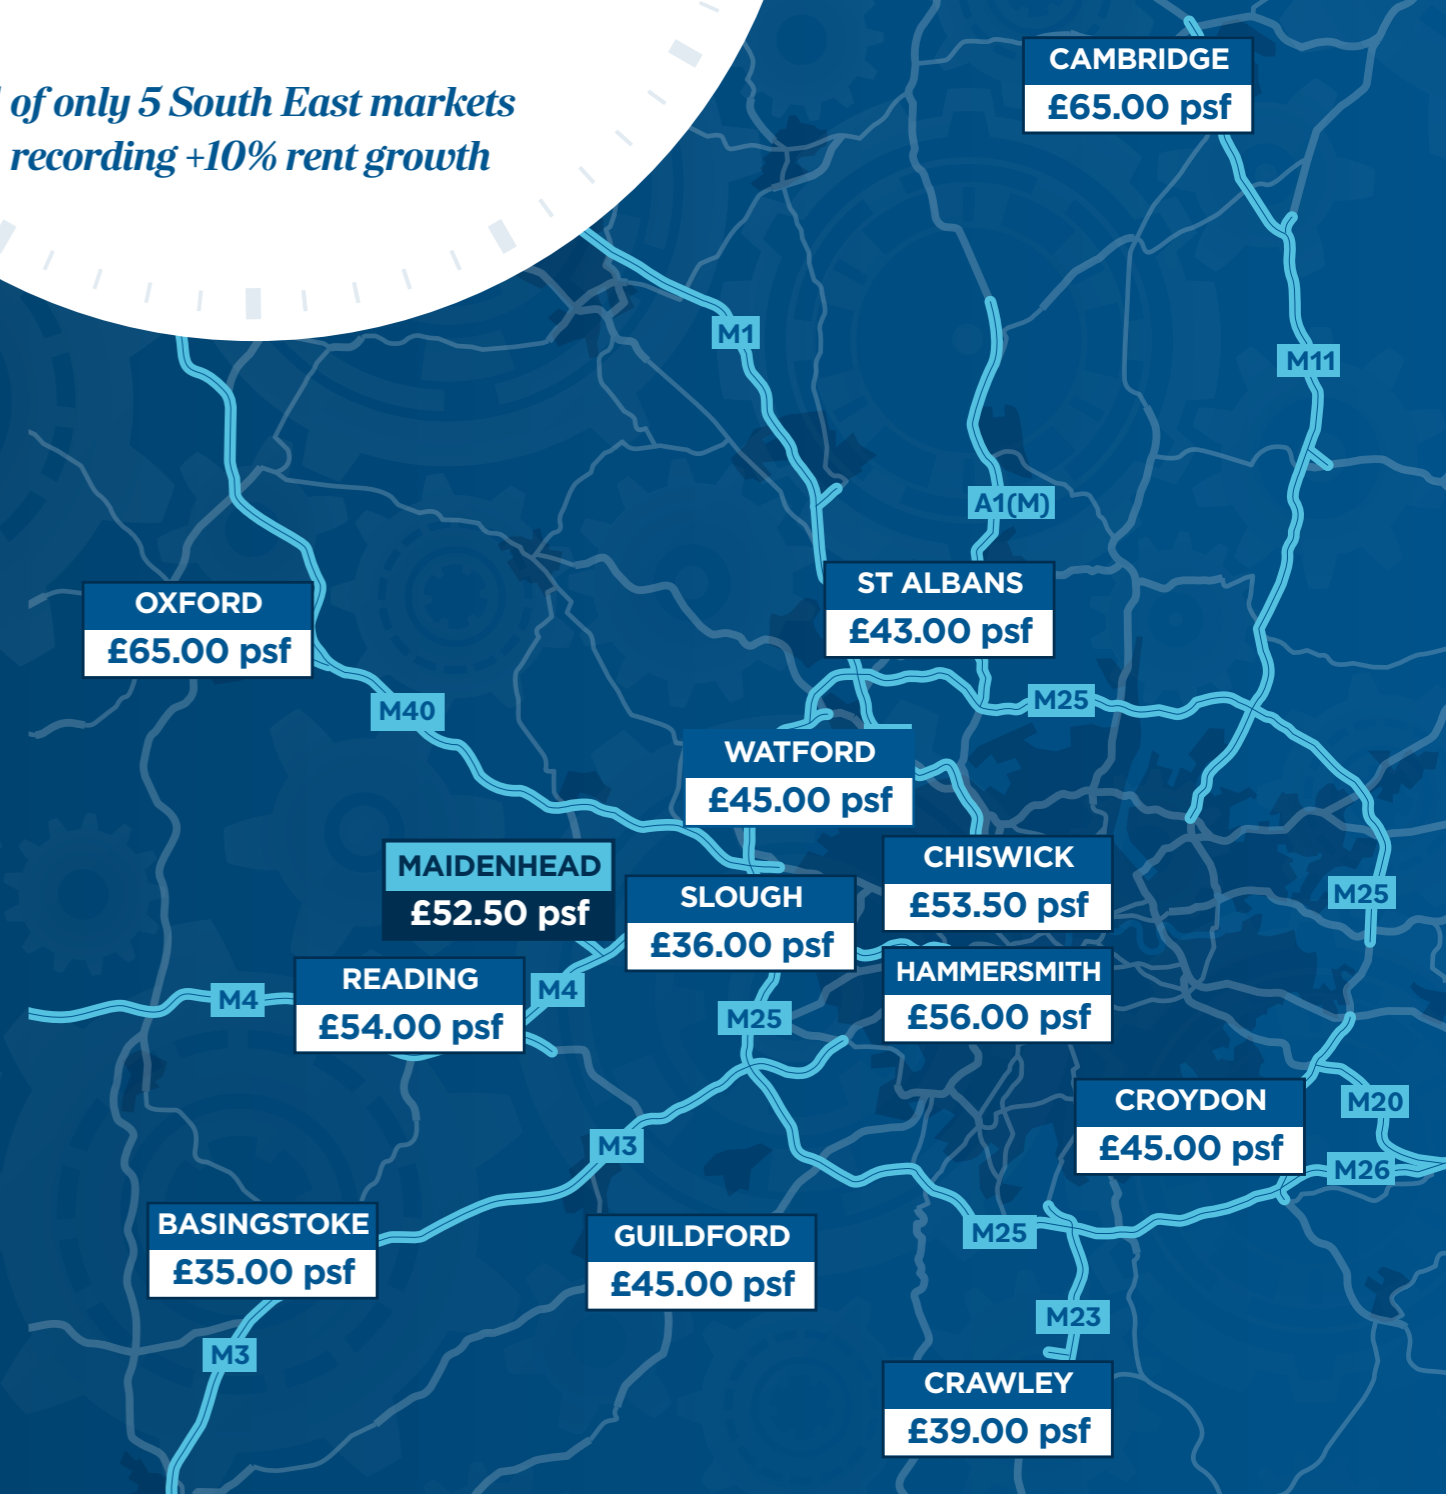 of only 5 South East markets
recording +10% rent growth
CAMBRIDGE
£65.00 psf
M1
M11
A1(M)
ST ALBANS
£43.00 psf
OXFORD
£65.00 psf
M40
M25
WATFORD
£45.00 psf
MAIDENHEAD
£52.50 psf
SLOUGH
£36.00 psf
CHISWICK
£53.50 psf
M25
HAMMERSMITH
£56.00 psf
READING
£54.00 psf
M4
M4
M25
CROYDON
£45.00 psf
M20
M26
M3
BASINGSTOKE
£35.00 psf
GUILDFORD
£45.00 psf
M25
M23
M3
CRAWLEY
£39.00 psf